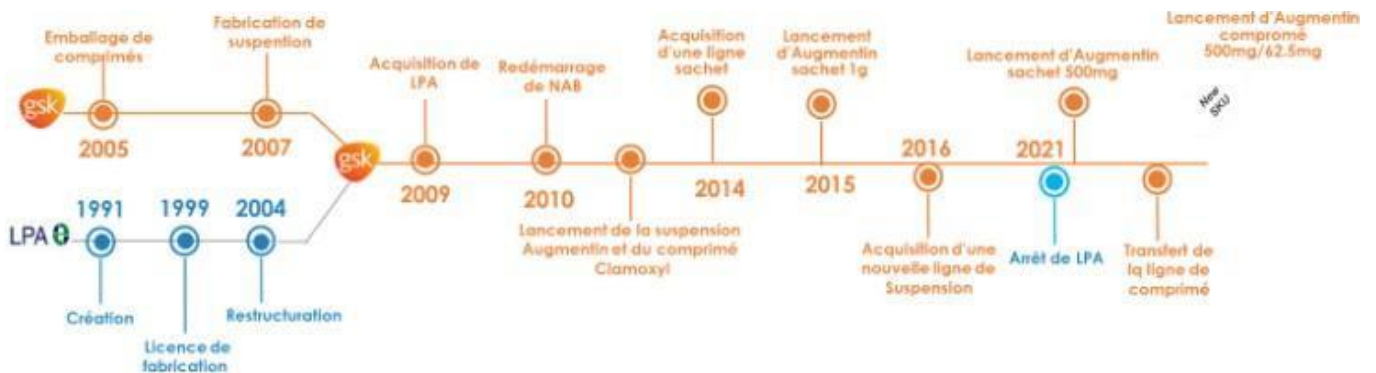 Emballage de
comprimés
Fabrication de
suspention
gsk
2005
2007
gsk
LPA
1991
1999
2004
Création
Licence de
fabrication
Restructuration
Acquisition de
LPA
2009
Redémarrage
de NAB
2010
Lancement de la suspension
Augmentin et du comprimé
Clamoxyl
Acquisition
d'une ligne
sachet
2014
Lancement
d'Augmentin
sachet 1g
2015
2016
Acquisition d'une
nouvelle ligne de
Suspension
2021
Lancement d'Augmentin
sachet 500mg
Arrêt de LPA
Transfert de
la ligne de
comprimé
Lancement d'Augmentin
compromé
500mg/62.5mg
New
SKU